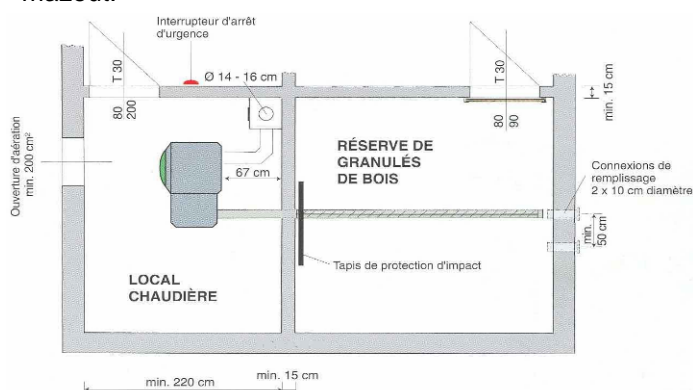 mazout.
Interrupteur d'arrêt
d'urgence
T 30
80
200
Ø 14 - 16 cm
T 30
80
90
min. 15 cm
Ouverture d'aération
min. 200 cm²
67 cm
RÉSERVE DE
GRANULÉS
DE BOIS
Connexions de
remplissage
2 x 10 cm diamètre
min.
50 cm
Tapis de protection d'impact
LOCAL
CHAUDIÈRE
min. 220 cm
min. 15 cm